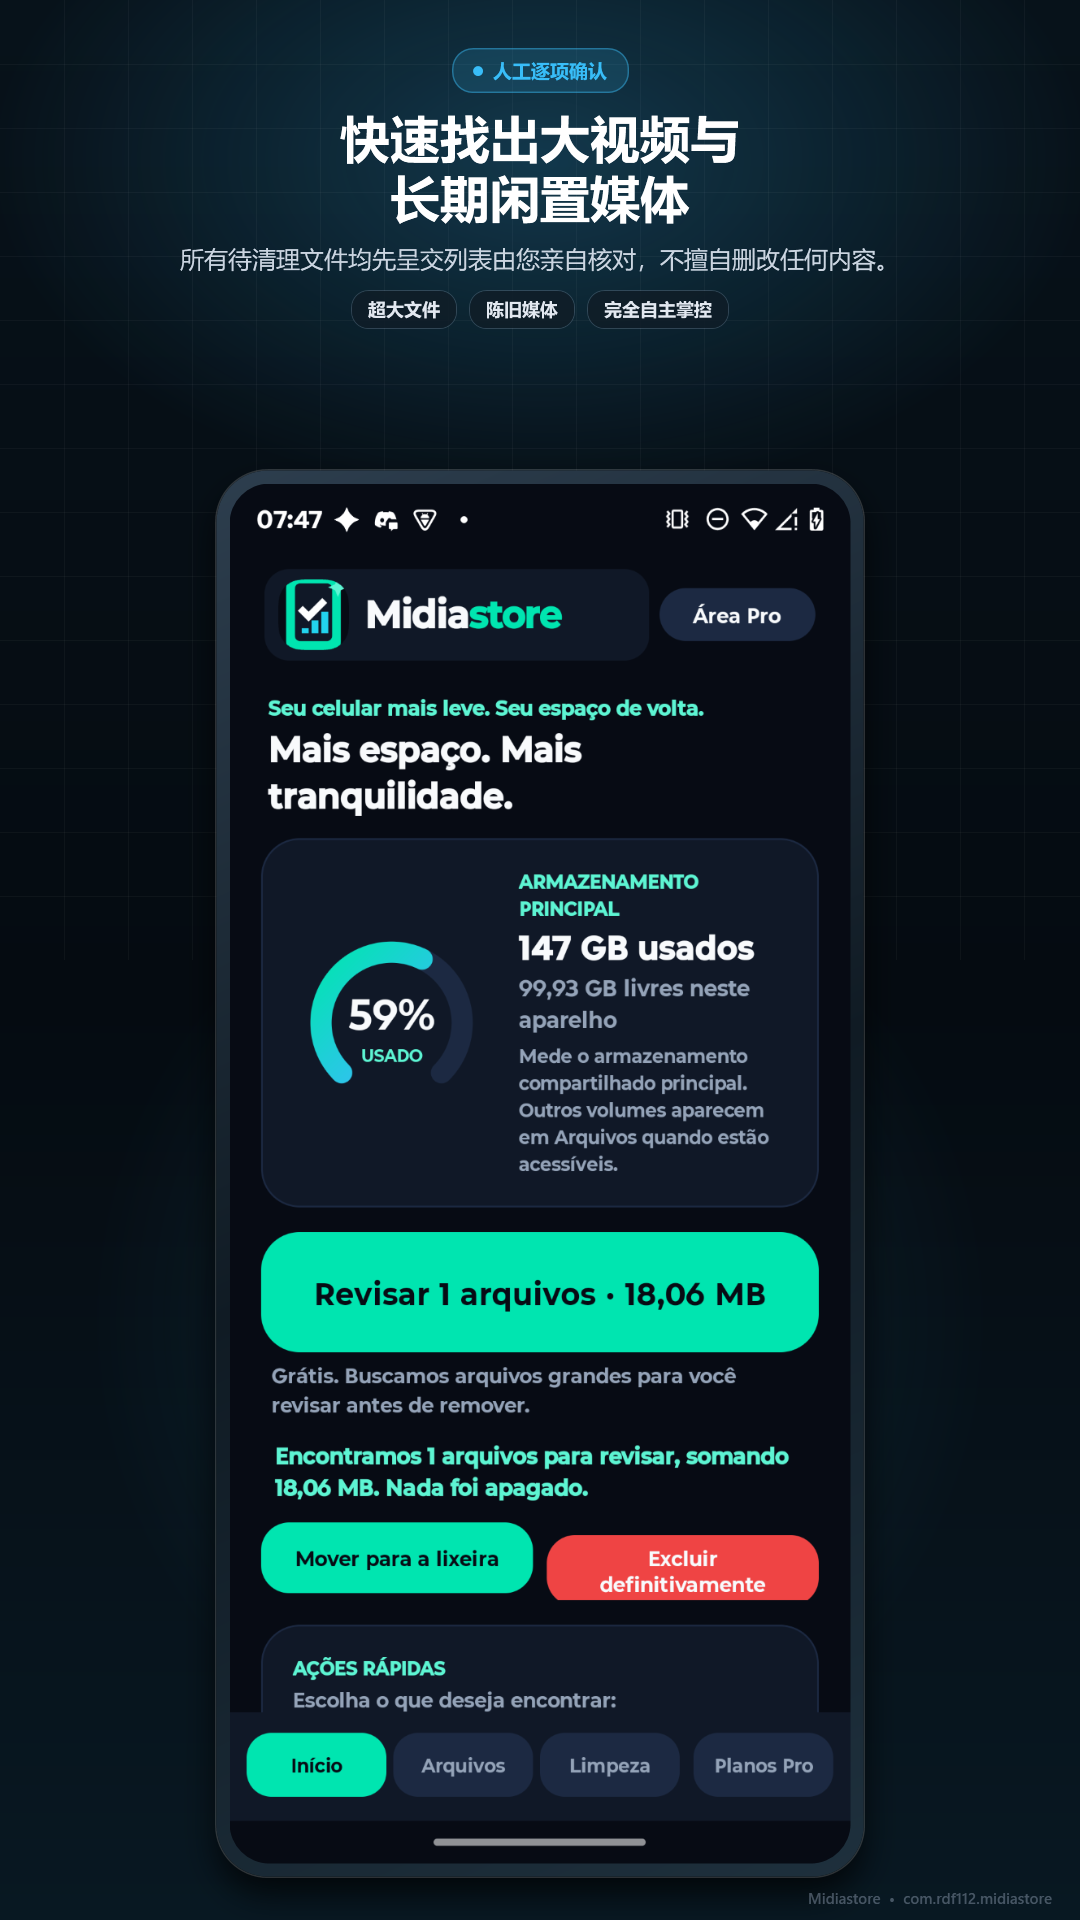 人工逐项确认
快速找出大视频与
长期闲置媒体
所有待清理文件均先呈交列表由您亲自核对，不擅自删改任何内容。
超大文件 陈旧媒体 完全自主掌控
07:47
Midiastore Área Pro
Seu celular mais leve. Seu espaço de volta.
Mais espaço. Mais
tranquilidade.
59%
USADO
ARMAZENAMENTO
PRINCIPAL
147 GB usados
99,93 GB livres neste
aparelho
Mede o armazenamento
compartilhado principal.
Outros volumes aparecem
em Arquivos quando estão
acessíveis.
Revisar 1 arquivos · 18,06 MB
Grátis. Buscamos arquivos grandes para você
revisar antes de remover.
Encontramos 1 arquivos para revisar, somando
18,06 MB. Nada foi apagado.
Mover para a lixeira
Excluir
definitivamente
AÇÕES RÁPIDAS
Escolha o que deseja encontrar:
Início Arquivos Limpeza Planos Pro
Midiastore • com.rdf112.midiastore